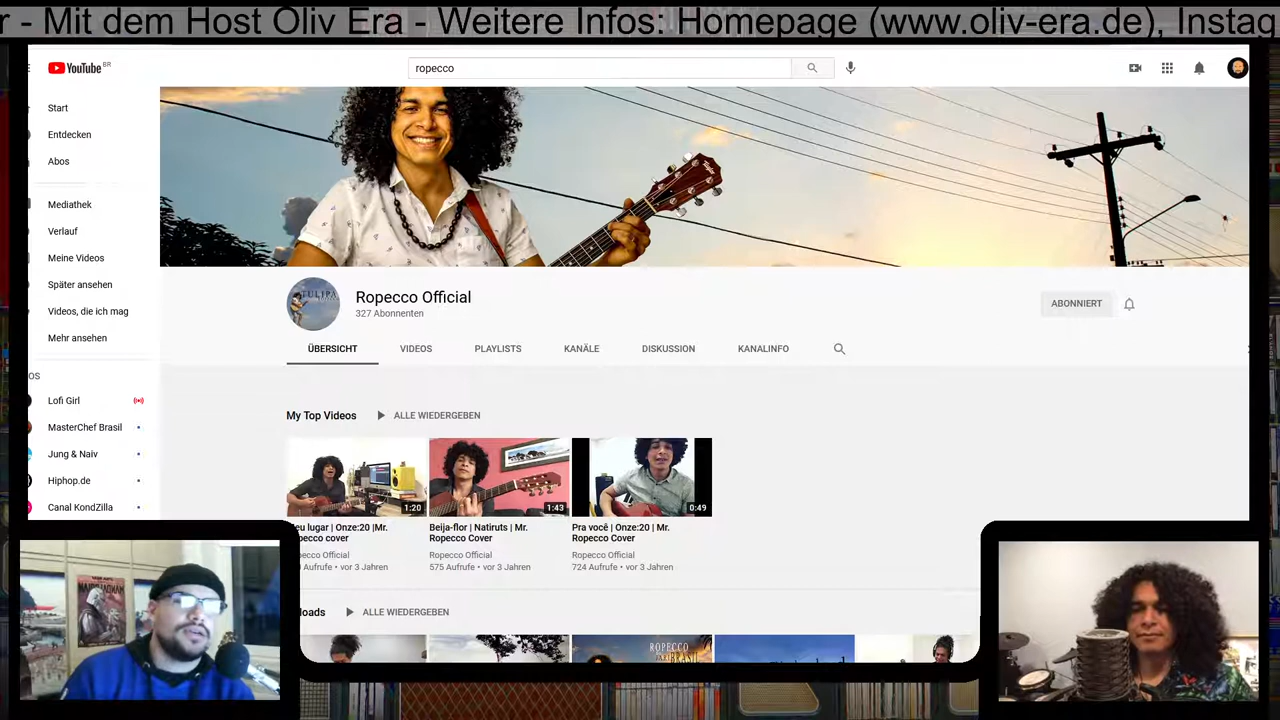 r - Mit dem Host Oliv Era - Weitere Infos: Homepage (www.oliv-era.de), Instag
YouTube BR
ropecco
Start
Entdecken
Abos
Mediathek
Verlauf
Meine Videos
Später ansehen
Videos, die ich mag
Mehr ansehen
OS
Lofi Girl
MasterChef Brasil
Jung & Naiv
Hiphop.de
Canal KondZilla
TULIPA
Ropecco Official
327 Abonnenten
ABONNIERT
ÜBERSICHT VIDEOS PLAYLISTS KANÄLE DISKUSSION KANALINFO
My Top Videos ALLE WIEDERGEBEN
1:20 1:43 0:49
eu lugar | Onze:20 |Mr. Beija-flor | Natiruts | Mr. Pra você | Onze:20 | Mr.
opecco cover Ropecco Cover Ropecco Cover
pecco Official Ropecco Official Ropecco Official
Aufrufe • vor 3 Jahren 575 Aufrufe • vor 3 Jahren 724 Aufrufe • vor 3 Jahren
loads ALLE WIEDERGEBEN
ROPECCO
BRASIL